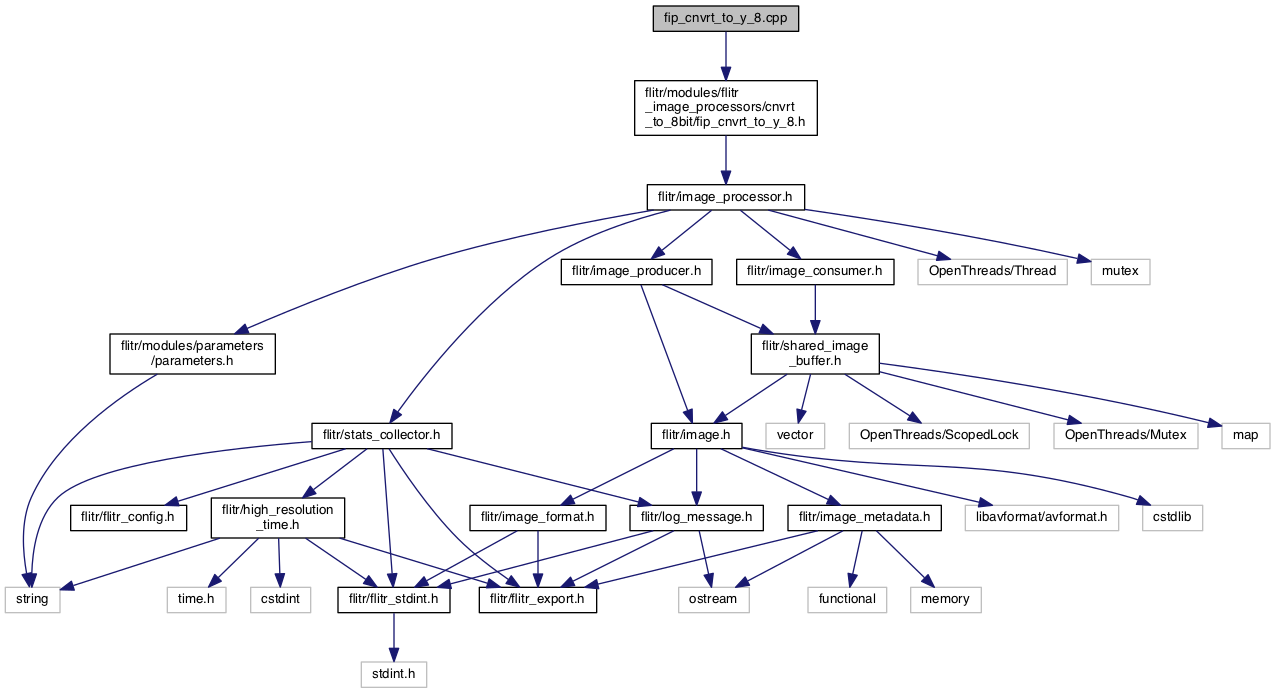 fip_cnvrt_to_y_8.cpp
flitr/modules/flitr
_image_processors/cnvrt
_to_8bit/fip_cnvrt_to_y_8.h
flitr/image_processor.h
flitr/image_producer.h
flitr/image_consumer.h
OpenThreads/Thread
mutex
flitr/modules/parameters
/parameters.h
flitr/shared_image
_buffer.h
flitr/stats_collector.h
flitr/image.h
vector
OpenThreads/ScopedLock
OpenThreads/Mutex
map
flitr/flitr_config.h
flitr/high_resolution
_time.h
flitr/image_format.h
flitr/log_message.h
flitr/image_metadata.h
libavformat/avformat.h
cstdlib
string
time.h
cstdint
flitr/flitr_stdint.h
flitr/flitr_export.h
ostream
functional
memory
stdint.h